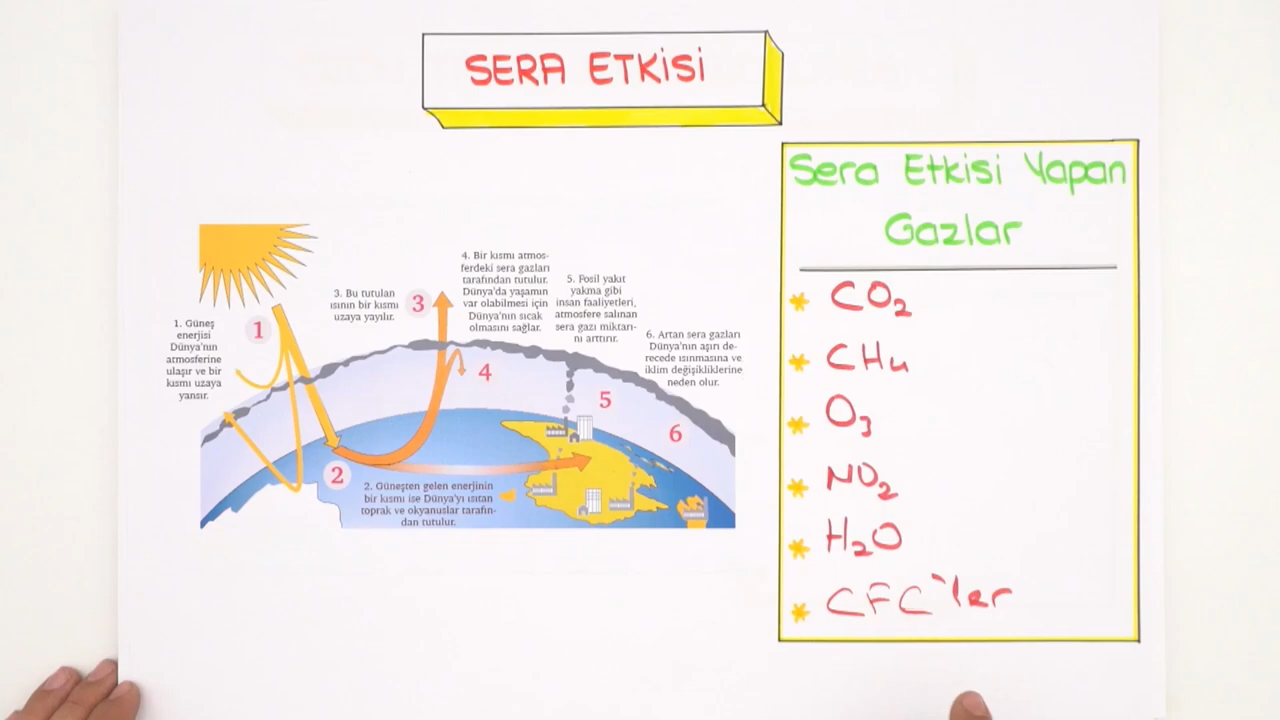 SERA ETKİSİ
Sera Etkisi Yapan
Gazlar
CO₂
CH₄
O₃
NO₂
H₂O
CFC'ler
1. Güneş
enerjisi
Dünya'nın
atmosferine
ulaşır ve bir
kısmı uzaya
yansır.
1
3. Bu tutulan
ısının bir kısmı
uzaya yayılır.
3
4. Bir kısmı atmos-
ferdeki sera gazları
tarafından tutulur.
Dünya'da yaşamın
var olabilmesi için
Dünya'nın sıcak
olmasını sağlar.
4
5. Fosil yakıt
yakma gibi
insan faaliyetleri,
atmosfere salınan
sera gazı miktarı-
nı arttırır.
5
6. Artan sera gazları
Dünya'nın aşırı de-
recede ısınmasına ve
iklim değişikliklerine
neden olur.
6
2
2. Güneşten gelen enerjinin
bir kısmı ise Dünya'yı ısıtan
toprak ve okyanuslar tarafın-
dan tutulur.